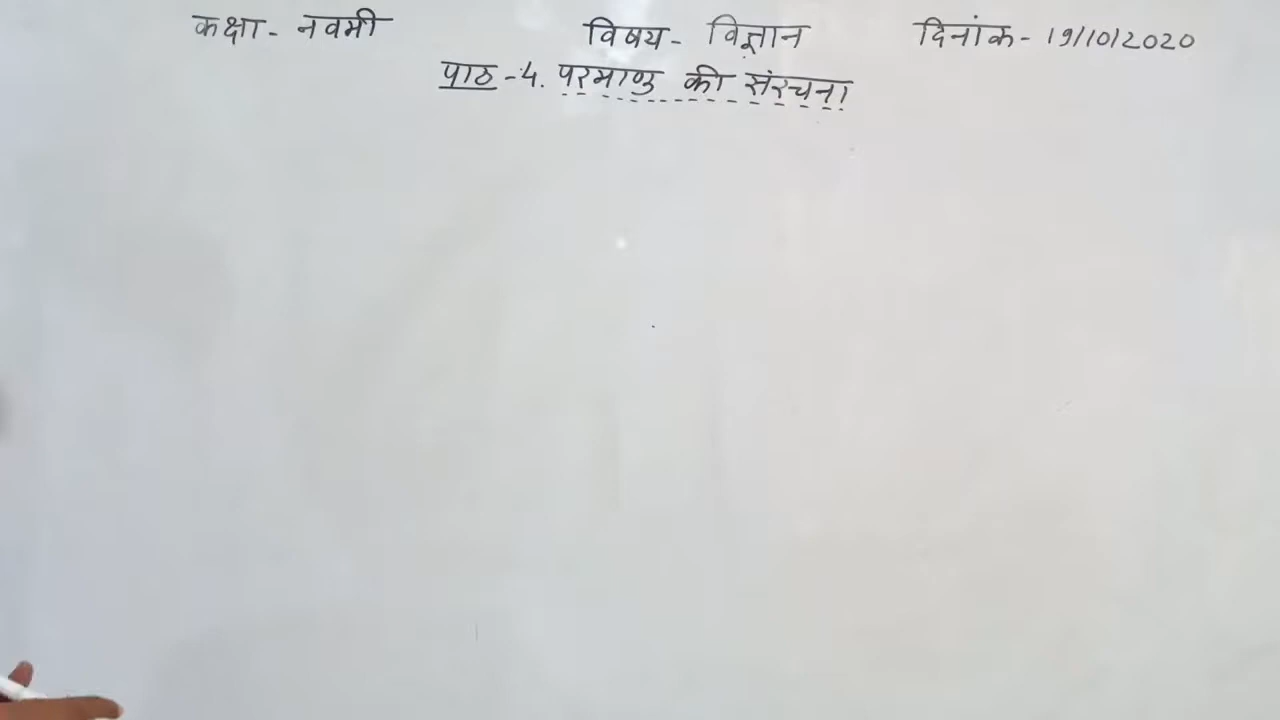 कक्षा - नवमी विषय - विज्ञान दिनांक - 19/10/2020
पाठ - 4. परमाणु की संरचना